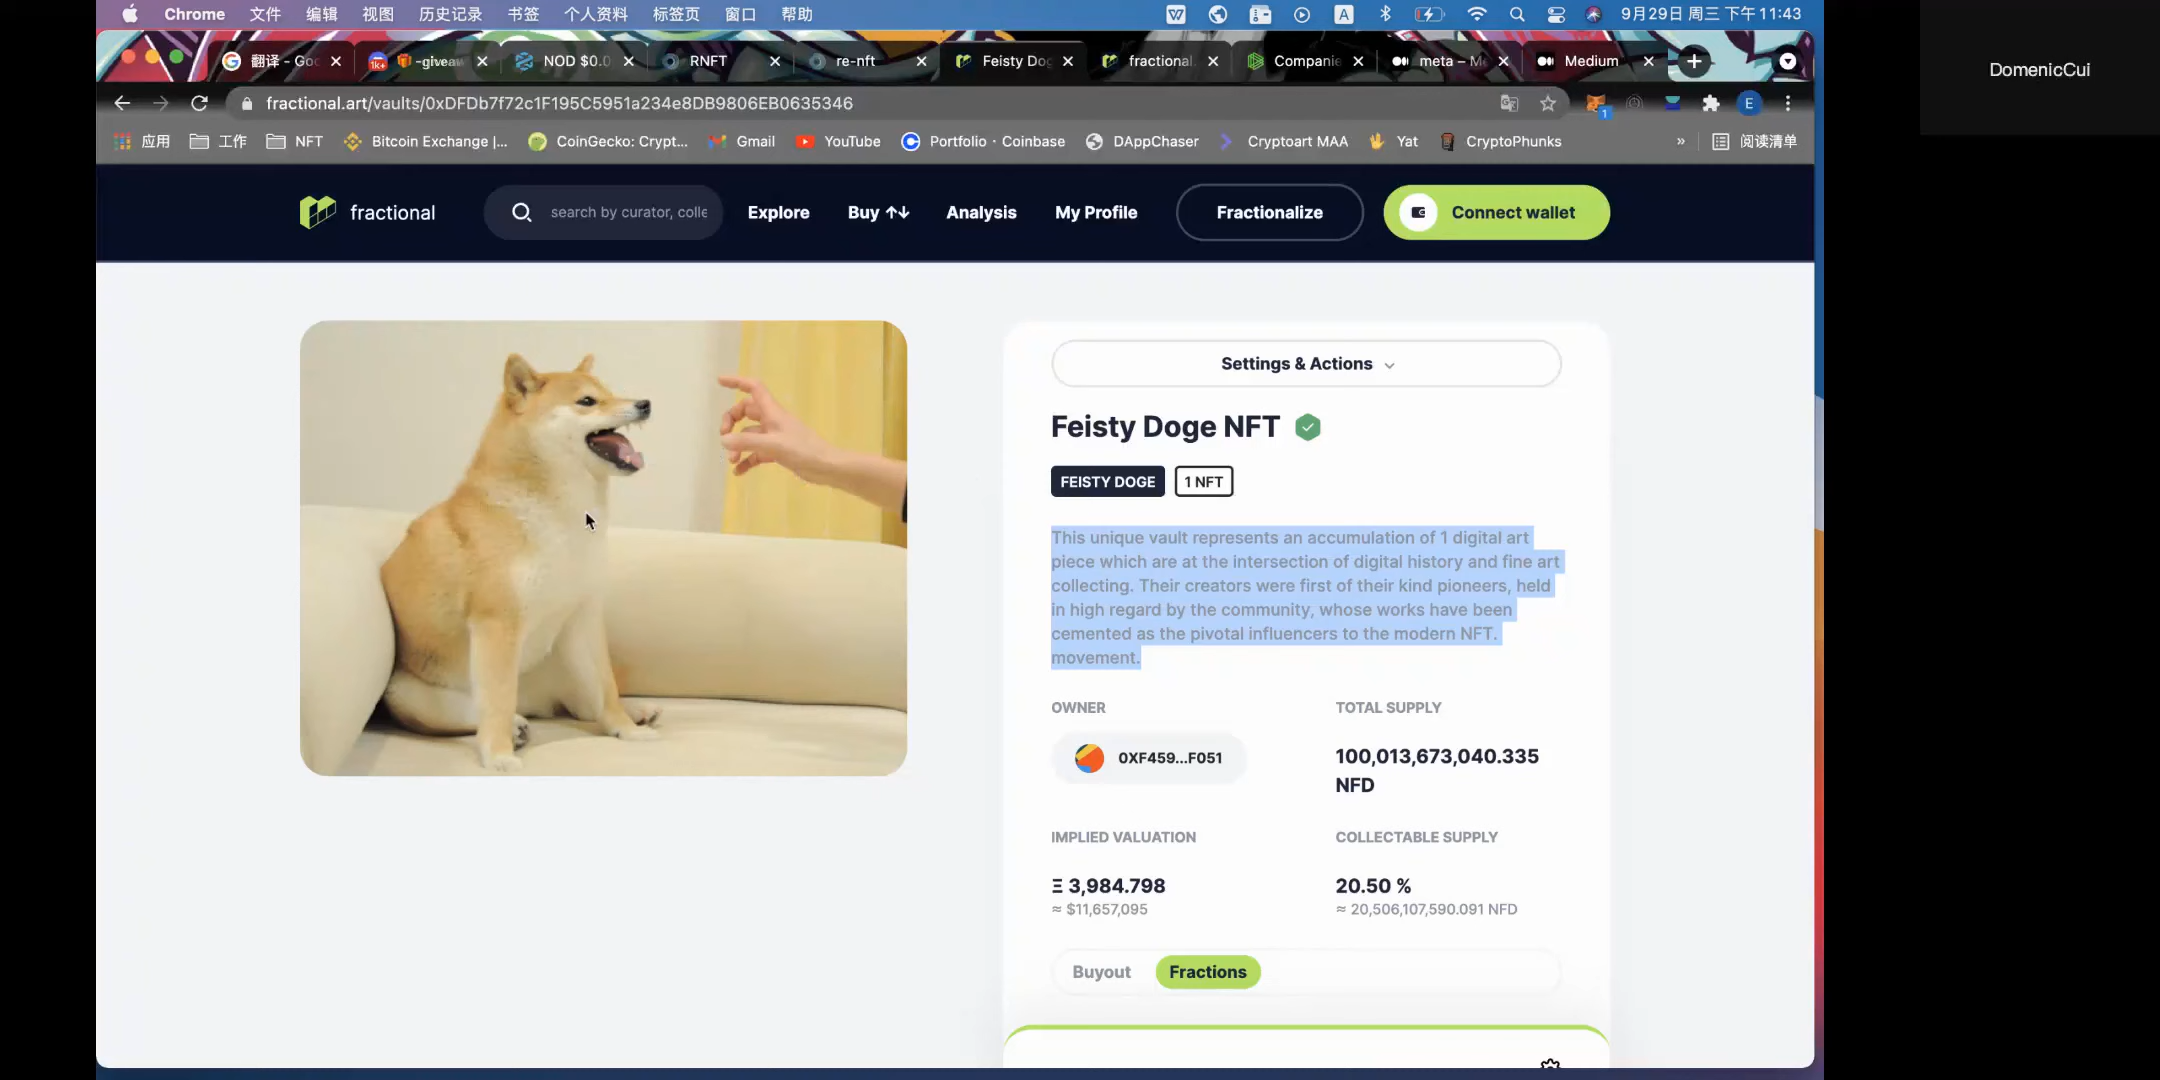 Chrome 文件 编辑 视图 历史记录 书签 个人资料 标签页 窗口 帮助 9月29日 周三 下午11:43
DomenicCui
翻译 - Go 1k+ -giveaw NOD $0.0 RNFT re-nft Feisty Dog fractional. Companie meta – M Medium
fractional.art/vaults/0xDFDb7f72c1F195C5951a234e8DB9806EB0635346 E 1
应用 工作 NFT Bitcoin Exchange |... CoinGecko: Crypt... Gmail YouTube Portfolio · Coinbase DAppChaser Cryptoart MAA Yat CryptoPhunks » 阅读清单
fractional search by curator, colle Explore Buy Analysis My Profile Fractionalize Connect wallet
Settings & Actions
Feisty Doge NFT
FEISTY DOGE 1 NFT
This unique vault represents an accumulation of 1 digital art
piece which are at the intersection of digital history and fine art
collecting. Their creators were first of their kind pioneers, held
in high regard by the community, whose works have been
cemented as the pivotal influencers to the modern NFT.
movement.
OWNER TOTAL SUPPLY
0XF459...F051 100,013,673,040.335
NFD
IMPLIED VALUATION COLLECTABLE SUPPLY
Ξ 3,984.798 20.50 %
≈ $11,657,095 ≈ 20,506,107,590.091 NFD
Buyout Fractions